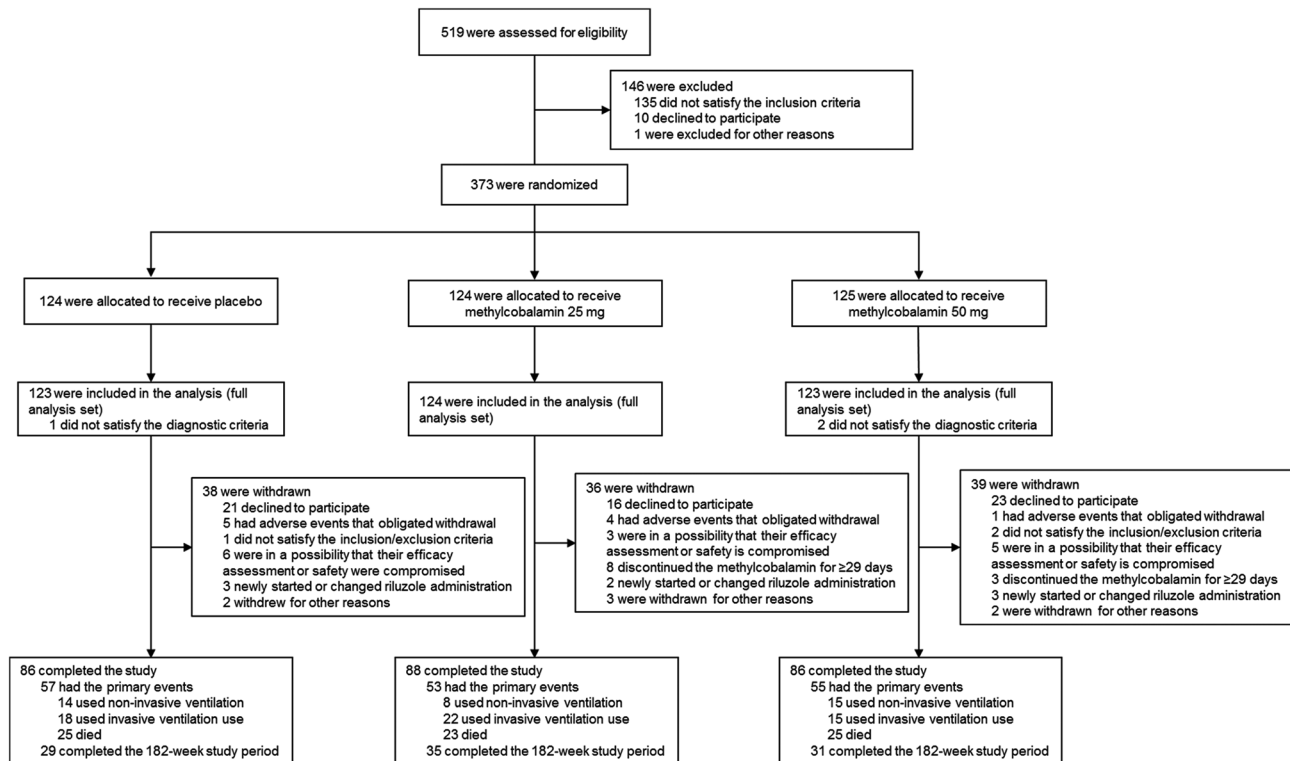 519 were assessed for eligibility
146 were excluded
135 did not satisfy the inclusion criteria
10 declined to participate
1 were excluded for other reasons
373 were randomized
124 were allocated to receive placebo
124 were allocated to receive
methylcobalamin 25 mg
125 were allocated to receive
methylcobalamin 50 mg
123 were included in the analysis (full
analysis set)
1 did not satisfy the diagnostic criteria
124 were included in the analysis (full
analysis set)
123 were included in the analysis (full
analysis set)
2 did not satisfy the diagnostic criteria
38 were withdrawn
21 declined to participate
5 had adverse events that obligated withdrawal
1 did not satisfy the inclusion/exclusion criteria
6 were in a possibility that their efficacy
assessment or safety were compromised
3 newly started or changed riluzole administration
2 withdrew for other reasons
36 were withdrawn
16 declined to participate
4 had adverse events that obligated withdrawal
3 were in a possibility that their efficacy
assessment or safety is compromised
8 discontinued the methylcobalamin for ≥29 days
2 newly started or changed riluzole administration
3 were withdrawn for other reasons
39 were withdrawn
23 declined to participate
1 had adverse events that obligated withdrawal
2 did not satisfy the inclusion/exclusion criteria
5 were in a possibility that their efficacy
assessment or safety is compromised
3 discontinued the methylcobalamin for ≥29 days
3 newly started or changed riluzole administration
2 were withdrawn for other reasons
86 completed the study
57 had the primary events
14 used non-invasive ventilation
18 used invasive ventilation use
25 died
29 completed the 182-week study period
88 completed the study
53 had the primary events
8 used non-invasive ventilation
22 used invasive ventilation use
23 died
35 completed the 182-week study period
86 completed the study
55 had the primary events
15 used non-invasive ventilation
15 used invasive ventilation use
25 died
31 completed the 182-week study period